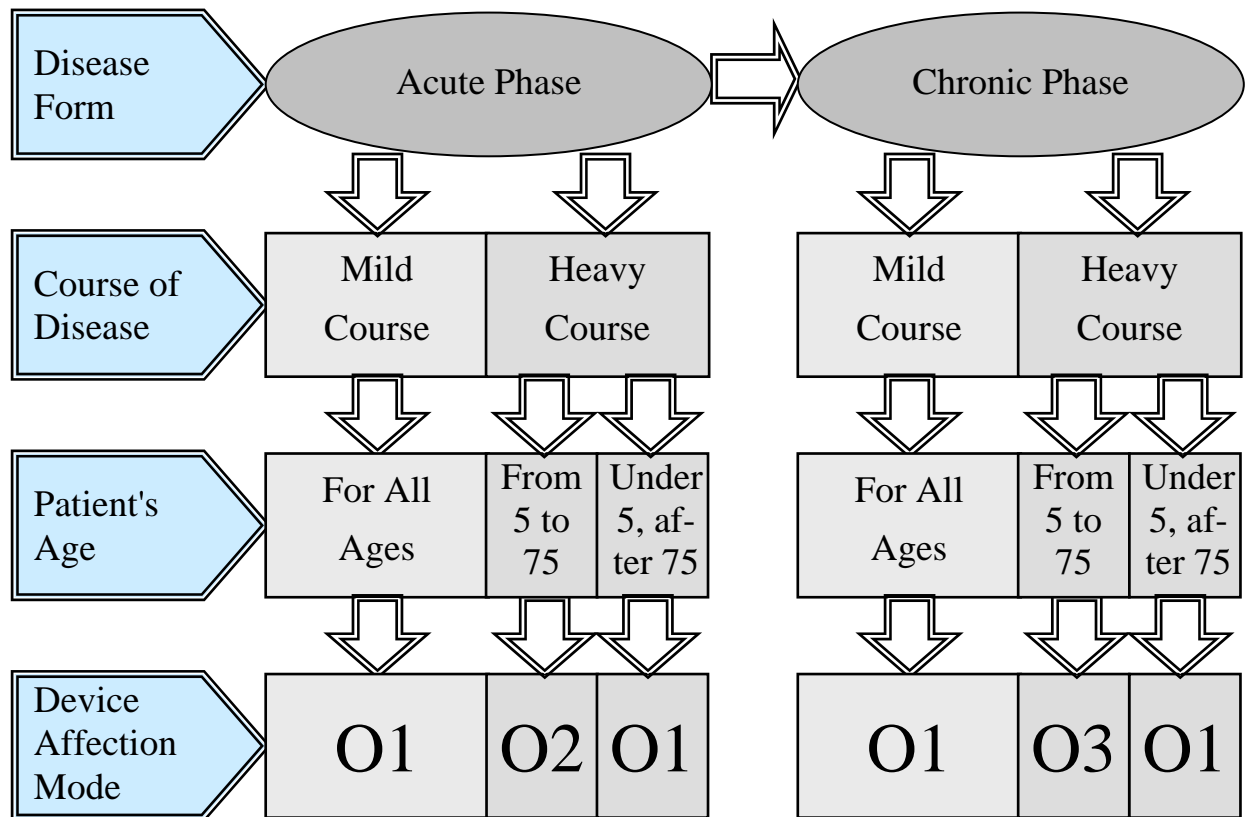 Disease
Form
Acute Phase
Chronic Phase
Course of
Disease
Mild
Course
Heavy
Course
Mild
Course
Heavy
Course
Patient's
Age
For All
Ages
From
5 to
75
Under
5, af-
ter 75
For All
Ages
From
5 to
75
Under
5, af-
ter 75
Device
Affection
Mode
O1
O2
O1
O1
O3
O1